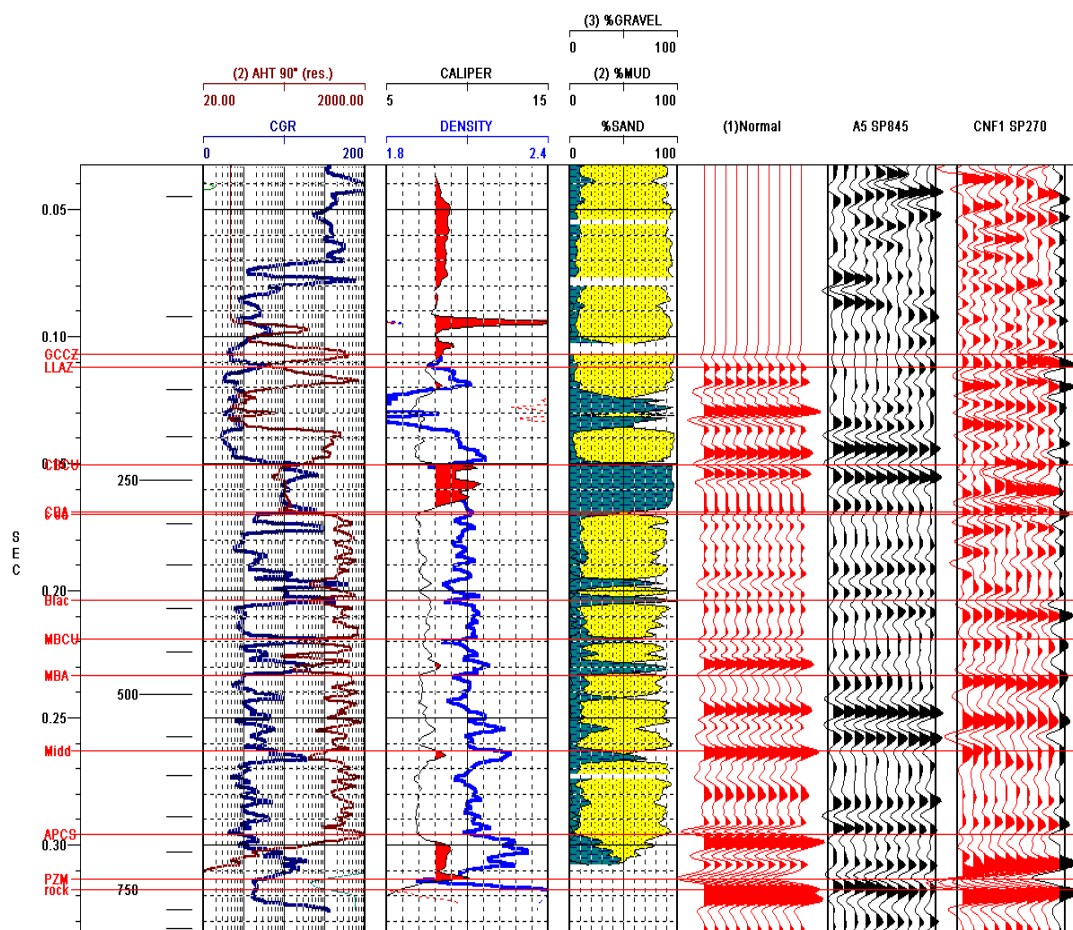 (3) %GRAVEL
0 100
(2) AHT 90" (res.) CALIPER (2) %MUD
20.00 2000.00 5 15 0 100
CGR DENSITY %SAND (1)Normal A5 SP845 CNF1 SP270
0 200 1.8 2.4 0 100
0.05
0.10
GCCZ
LLAZ
0.15
250
SEC
0.20
Blac
MBCU
MBA
500
0.25
Midd
APCS
0.30
PZM
rock
750